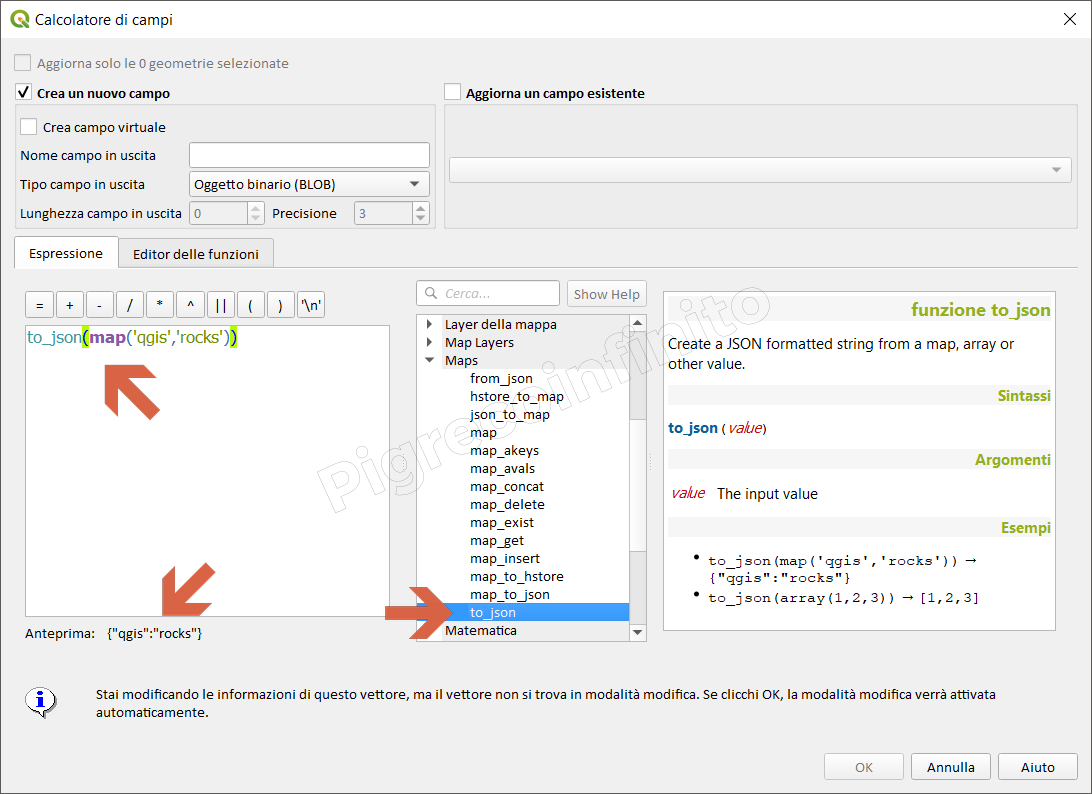 Calcolatore di campi
Aggiorna solo le 0 geometrie selezionate
Crea un nuovo campo
Aggiorna un campo esistente
Crea campo virtuale
Nome campo in uscita
Tipo campo in uscita
Oggetto binario (BLOB)
Lunghezza campo in uscita
0
Precisione
3
Espressione
Editor delle funzioni
= + - / * ^ || ( ) '\n'
to_json(map('qgis','rocks'))
Anteprima: {"qgis":"rocks"}
Cerca...
Show Help
Layer della mappa
Map Layers
Maps
from_json
hstore_to_map
json_to_map
map
map_akeys
map_avals
map_concat
map_delete
map_exist
map_get
map_insert
map_to_hstore
map_to_json
to_json
Matematica
funzione to_json
Create a JSON formatted string from a map, array or
other value.
Sintassi
to_json (value)
Argomenti
value The input value
Esempi
• to_json(map('qgis','rocks')) →
{"qgis":"rocks"}
• to_json(array(1,2,3)) → [1,2,3]
Pigrecoinfinito
Stai modificando le informazioni di questo vettore, ma il vettore non si trova in modalità modifica. Se clicchi OK, la modalità modifica verrà attivata
automaticamente.
OK
Annulla
Aiuto